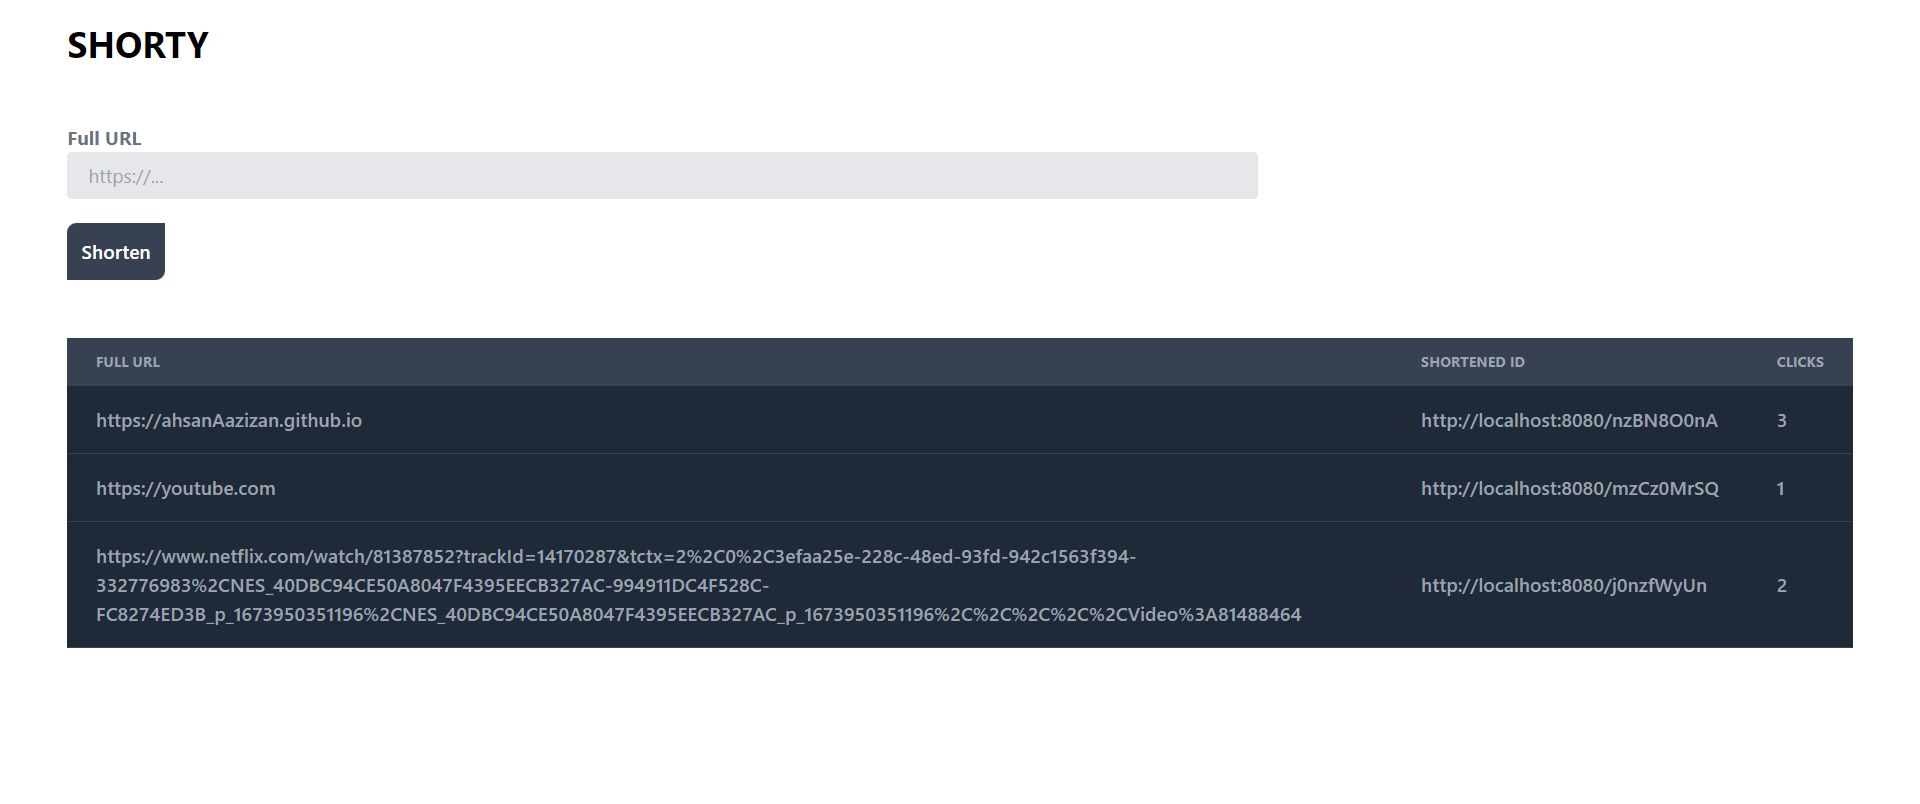 SHORTY
Full URL
https://...
Shorten
FULL URL SHORTENED ID CLICKS
https://ahsanAazizan.github.io http://localhost:8080/nzBN8O0nA 3
https://youtube.com http://localhost:8080/mzCz0MrSQ 1
https://www.netflix.com/watch/81387852?trackId=14170287&tctx=2%2C0%2C3efaa25e-228c-48ed-93fd-942c1563f394-
332776983%2CNES_40DBC94CE50A8047F4395EECB327AC-994911DC4F528C-
FC8274ED3B_p_1673950351196%2CNES_40DBC94CE50A8047F4395EECB327AC_p_1673950351196%2C%2C%2C%2C%2CVideo%3A81488464
http://localhost:8080/j0nzfWyUn 2